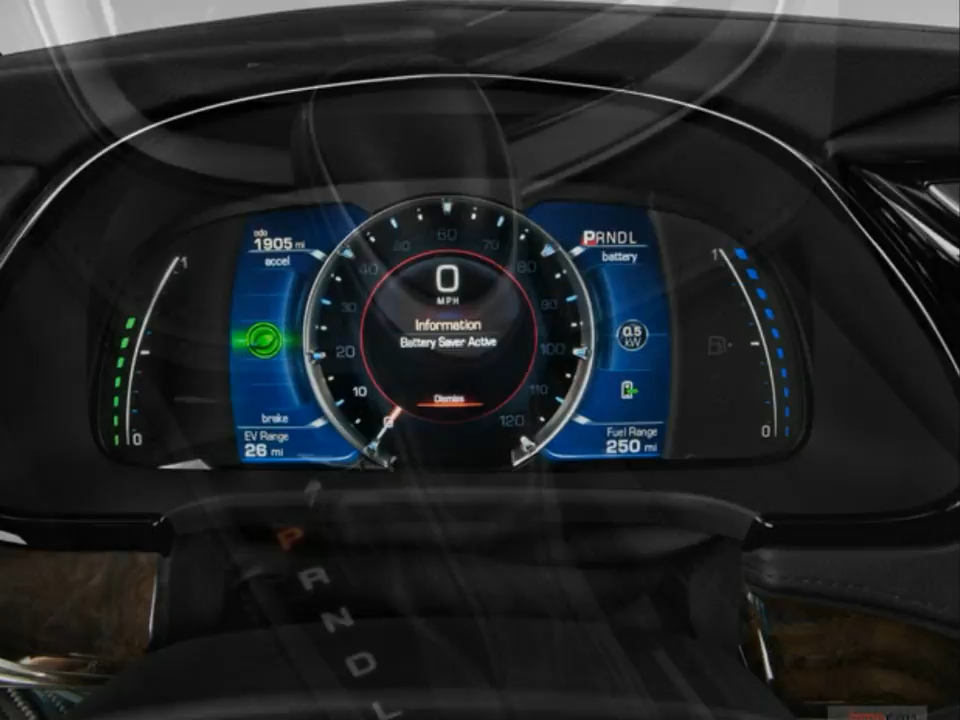 odo
1905 mi
accel
brake
EV Range
26 mi
0
MPH
Information
Battery Saver Active
Dismiss
0
10
20
30
40
60
70
80
90
100
110
120
PRNDL
battery
0.5
kW
Fuel Range
250 mi
1
0
1
0
P
R
N
D
L